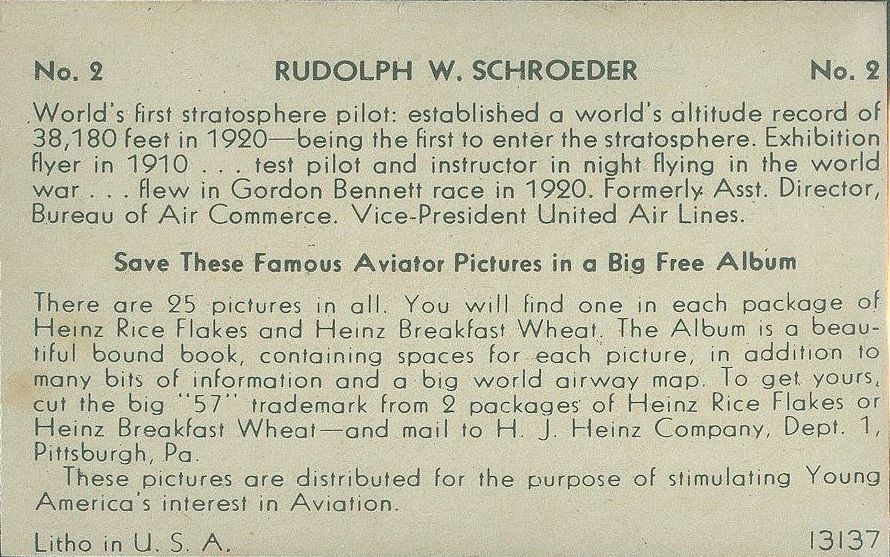 No. 2 RUDOLPH W. SCHROEDER No. 2
World's first stratosphere pilot: established a world's altitude record of
38,180 feet in 1920—being the first to enter the stratosphere. Exhibition
flyer in 1910 . . . test pilot and instructor in night flying in the world
war . . . flew in Gordon Bennett race in 1920. Formerly Asst. Director,
Bureau of Air Commerce. Vice-President United Air Lines.
Save These Famous Aviator Pictures in a Big Free Album
There are 25 pictures in all. You will find one in each package of
Heinz Rice Flakes and Heinz Breakfast Wheat. The Album is a beau-
tiful bound book, containing spaces for each picture, in addition to
many bits of information and a big world airway map. To get yours,
cut the big "57" trademark from 2 packages of Heinz Rice Flakes or
Heinz Breakfast Wheat—and mail to H. J. Heinz Company, Dept. 1,
Pittsburgh, Pa.
These pictures are distributed for the purpose of stimulating Young
America's interest in Aviation.
Litho in U. S. A. 13137